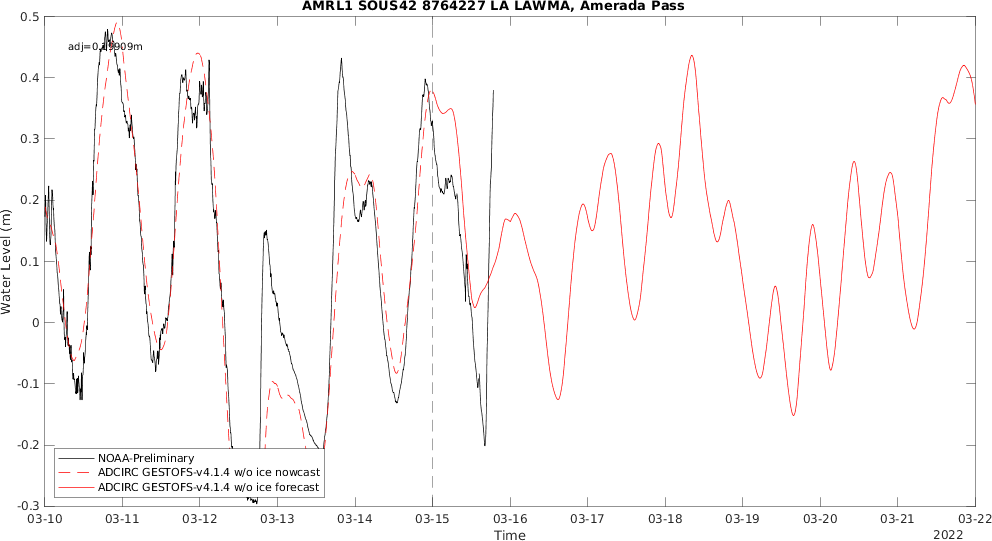 AMRL1 SOUS42 8764227 LA LAWMA, Amerada Pass
0.5
0.4
0.3
0.2
0.1
0
-0.1
-0.2
-0.3
Water Level (m)
NOAA-Preliminary
ADCIRC GESTOFS-v4.1.4 w/o ice nowcast
ADCIRC GESTOFS-v4.1.4 w/o ice forecast
03-10 03-11 03-12 03-13 03-14 03-15 03-16 03-17 03-18 03-19 03-20 03-21 03-22
Time
2022